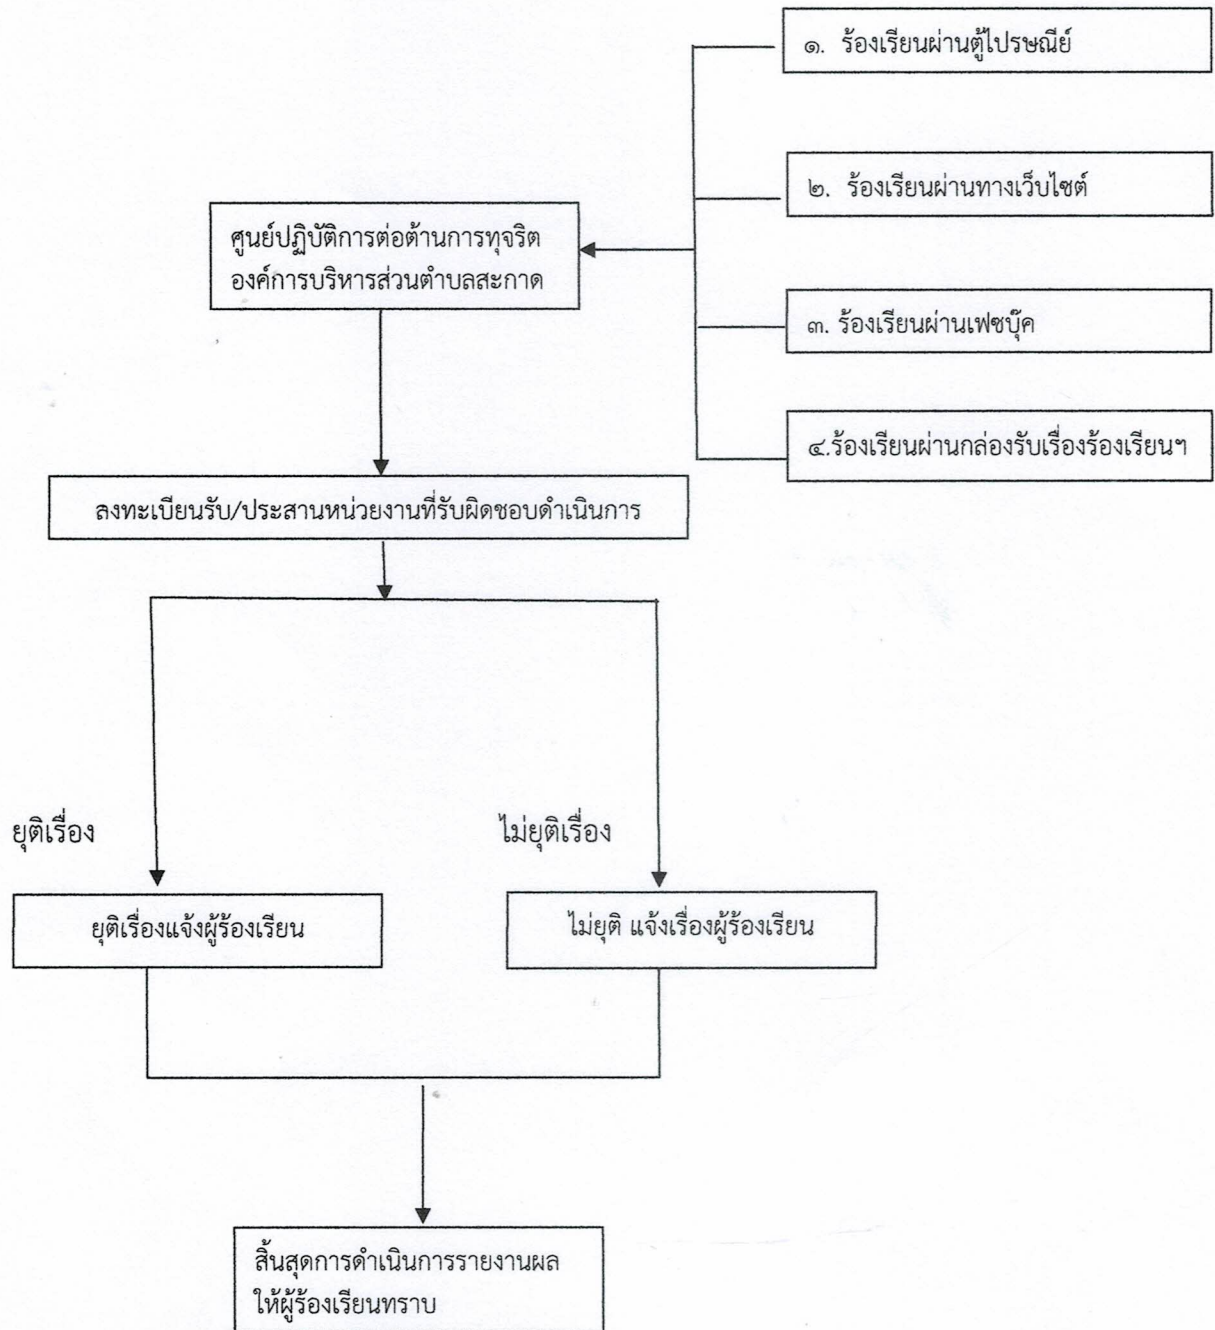 ๑. ร้องเรียนผ่านตู้ไปรษณีย์
๒. ร้องเรียนผ่านทางเว็บไซต์
ศูนย์ปฏิบัติการต่อต้านการทุจริต
องค์การบริหารส่วนตำบลสะกาด
๓. ร้องเรียนผ่านเฟซบุ๊ค
๔.ร้องเรียนผ่านกล่องรับเรื่องร้องเรียนฯ
ลงทะเบียนรับ/ประสานหน่วยงานที่รับผิดชอบดำเนินการ
ยุติเรื่อง
ไม่ยุติเรื่อง
ยุติเรื่องแจ้งผู้ร้องเรียน
ไม่ยุติ แจ้งเรื่องผู้ร้องเรียน
สิ้นสุดการดำเนินการรายงานผล
ให้ผู้ร้องเรียนทราบ